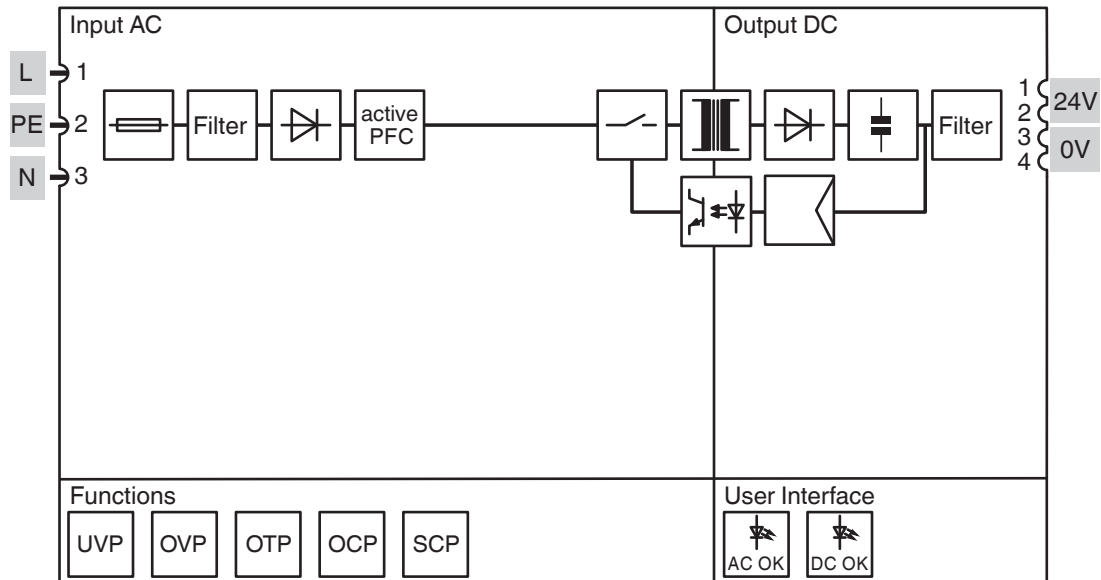 Input AC
Output DC
L 1
PE 2
N 3
Filter
active
PFC
Filter
1
2
3
4
24V
0V
Functions
UVP OVP OTP OCP SCP
User Interface
AC OK DC OK